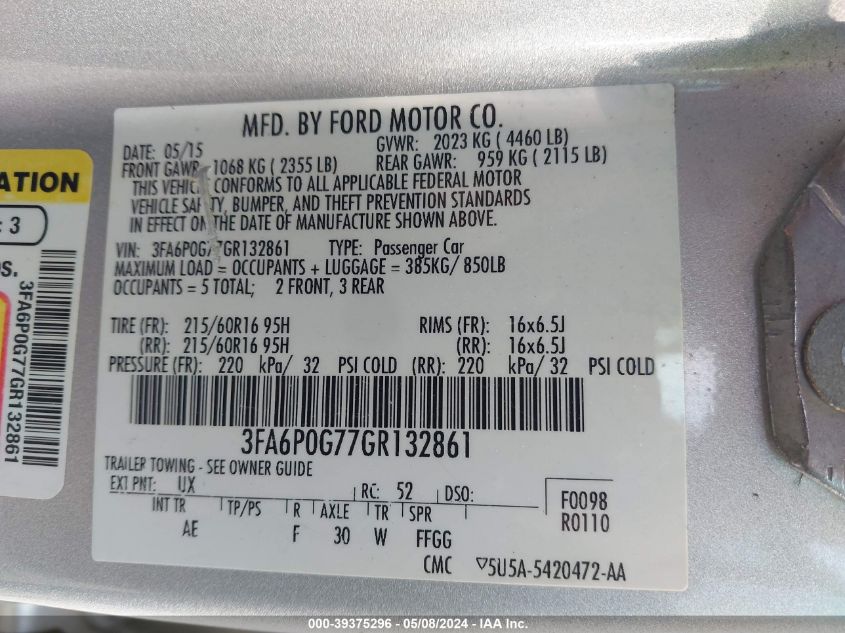 MFD. BY FORD MOTOR CO.
DATE: 05/15 GVWR: 2023 KG ( 4460 LB)
FRONT GAWR: 1068 KG ( 2355 LB) REAR GAWR: 959 KG ( 2115 LB)
THIS VEHICLE CONFORMS TO ALL APPLICABLE FEDERAL MOTOR
VEHICLE SAFETY, BUMPER, AND THEFT PREVENTION STANDARDS
IN EFFECT ON THE DATE OF MANUFACTURE SHOWN ABOVE.
VIN: 3FA6P0G77GR132861 TYPE: Passenger Car
MAXIMUM LOAD = OCCUPANTS + LUGGAGE = 385KG/ 850LB
OCCUPANTS = 5 TOTAL; 2 FRONT, 3 REAR
TIRE (FR): 215/60R16 95H RIMS (FR): 16x6.5J
(RR): 215/60R16 95H (RR): 16x6.5J
PRESSURE (FR): 220 kPa/ 32 PSI COLD (RR): 220 kPa/ 32 PSI COLD
3FA6P0G77GR132861
TRAILER TOWING - SEE OWNER GUIDE
EXT PNT: UX RC: 52 DSO:
INT TR TP/PS R AXLE TR SPR
AE F 30 W FFGG
F0098
R0110
CMC ▽5U5A-5420472-AA
ATION
: 3
OS.
3FA6P0G77GR132861
000-39375296 - 05/08/2024 - IAA Inc.